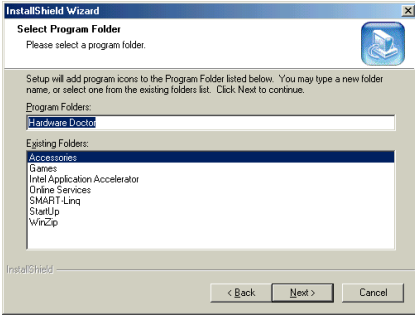 InstallShield Wizard
Select Program Folder
Please select a program folder.
Setup will add program icons to the Program Folder listed below. You may type a new folder
name, or select one from the existing folders list. Click Next to continue.
Program Folders:
Hardware Doctor
Existing Folders:
Accessories
Games
Intel Application Accelerator
Online Services
SMART-Linq
StartUp
WinZip
InstallShield
< Back
Next >
Cancel